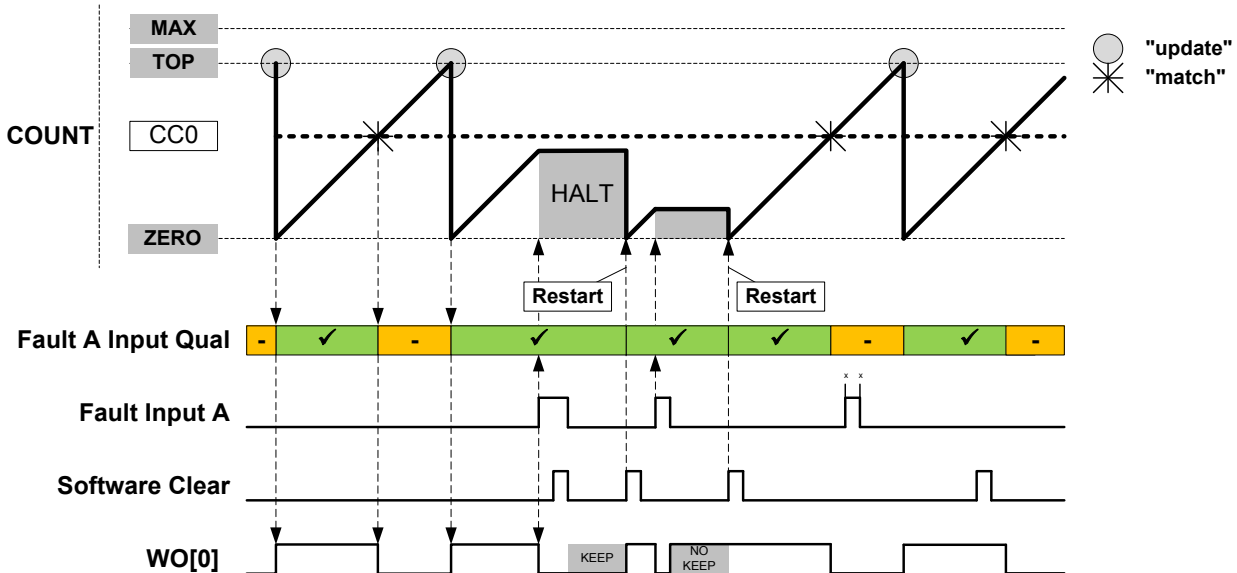 MAX
"update"
TOP
"match"
COUNT
CC0
HALT
ZERO
Restart
Restart
Fault A Input Qual
- ✓ - ✓ ✓ ✓ - ✓ -
x x
Fault Input A
Software Clear
WO[0]
KEEP
NO
KEEP